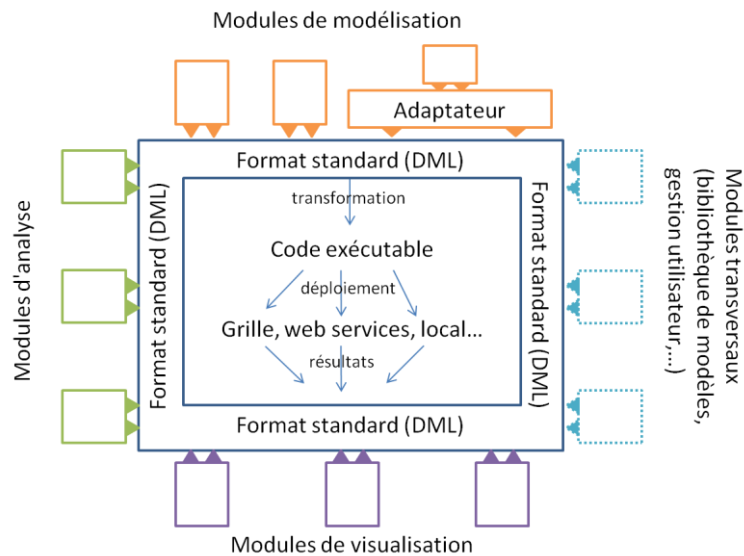 Modules de modélisation
Adaptateur
Format standard (DML)
Modules d'analyse
Format standard (DML)
transformation
Code exécutable
déploiement
Grille, web services, local...
résultats
Format standard (DML)
Modules transversaux
(bibliothèque de modèles,
gestion utilisateur,...)
Format standard (DML)
Modules de visualisation